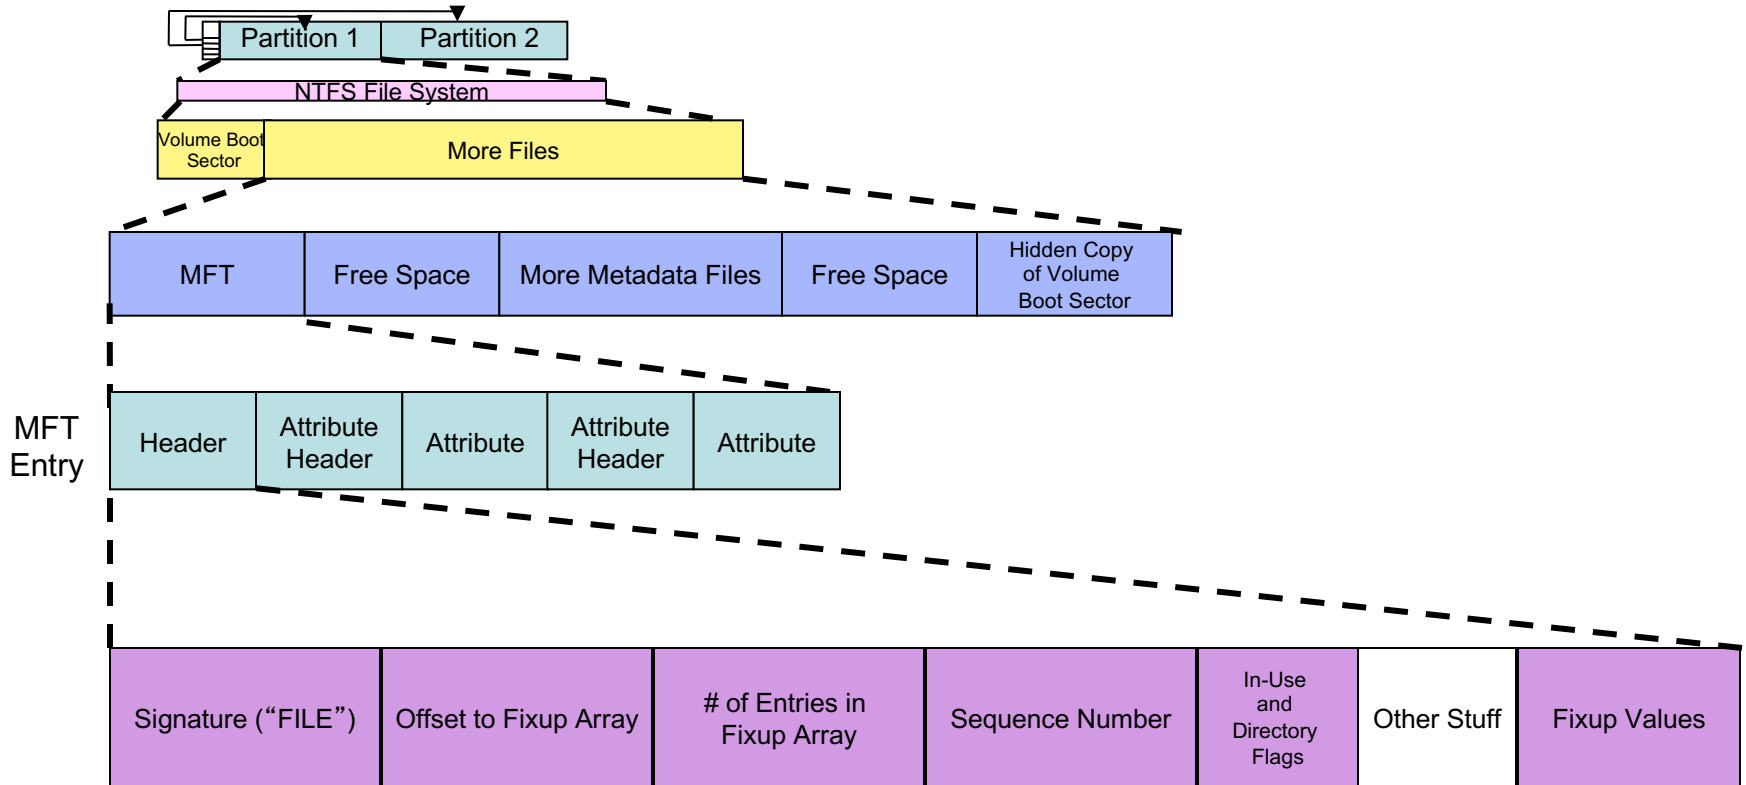 Partition 1
Partition 2
NTFS File System
Volume Boot
Sector
More Files
MFT
Free Space
More Metadata Files
Free Space
Hidden Copy
of Volume
Boot Sector
MFT
Entry
Header
Attribute
Header
Attribute
Attribute
Header
Attribute
Signature (“FILE”)
Offset to Fixup Array
# of Entries in
Fixup Array
Sequence Number
In-Use
and
Directory
Flags
Other Stuff
Fixup Values